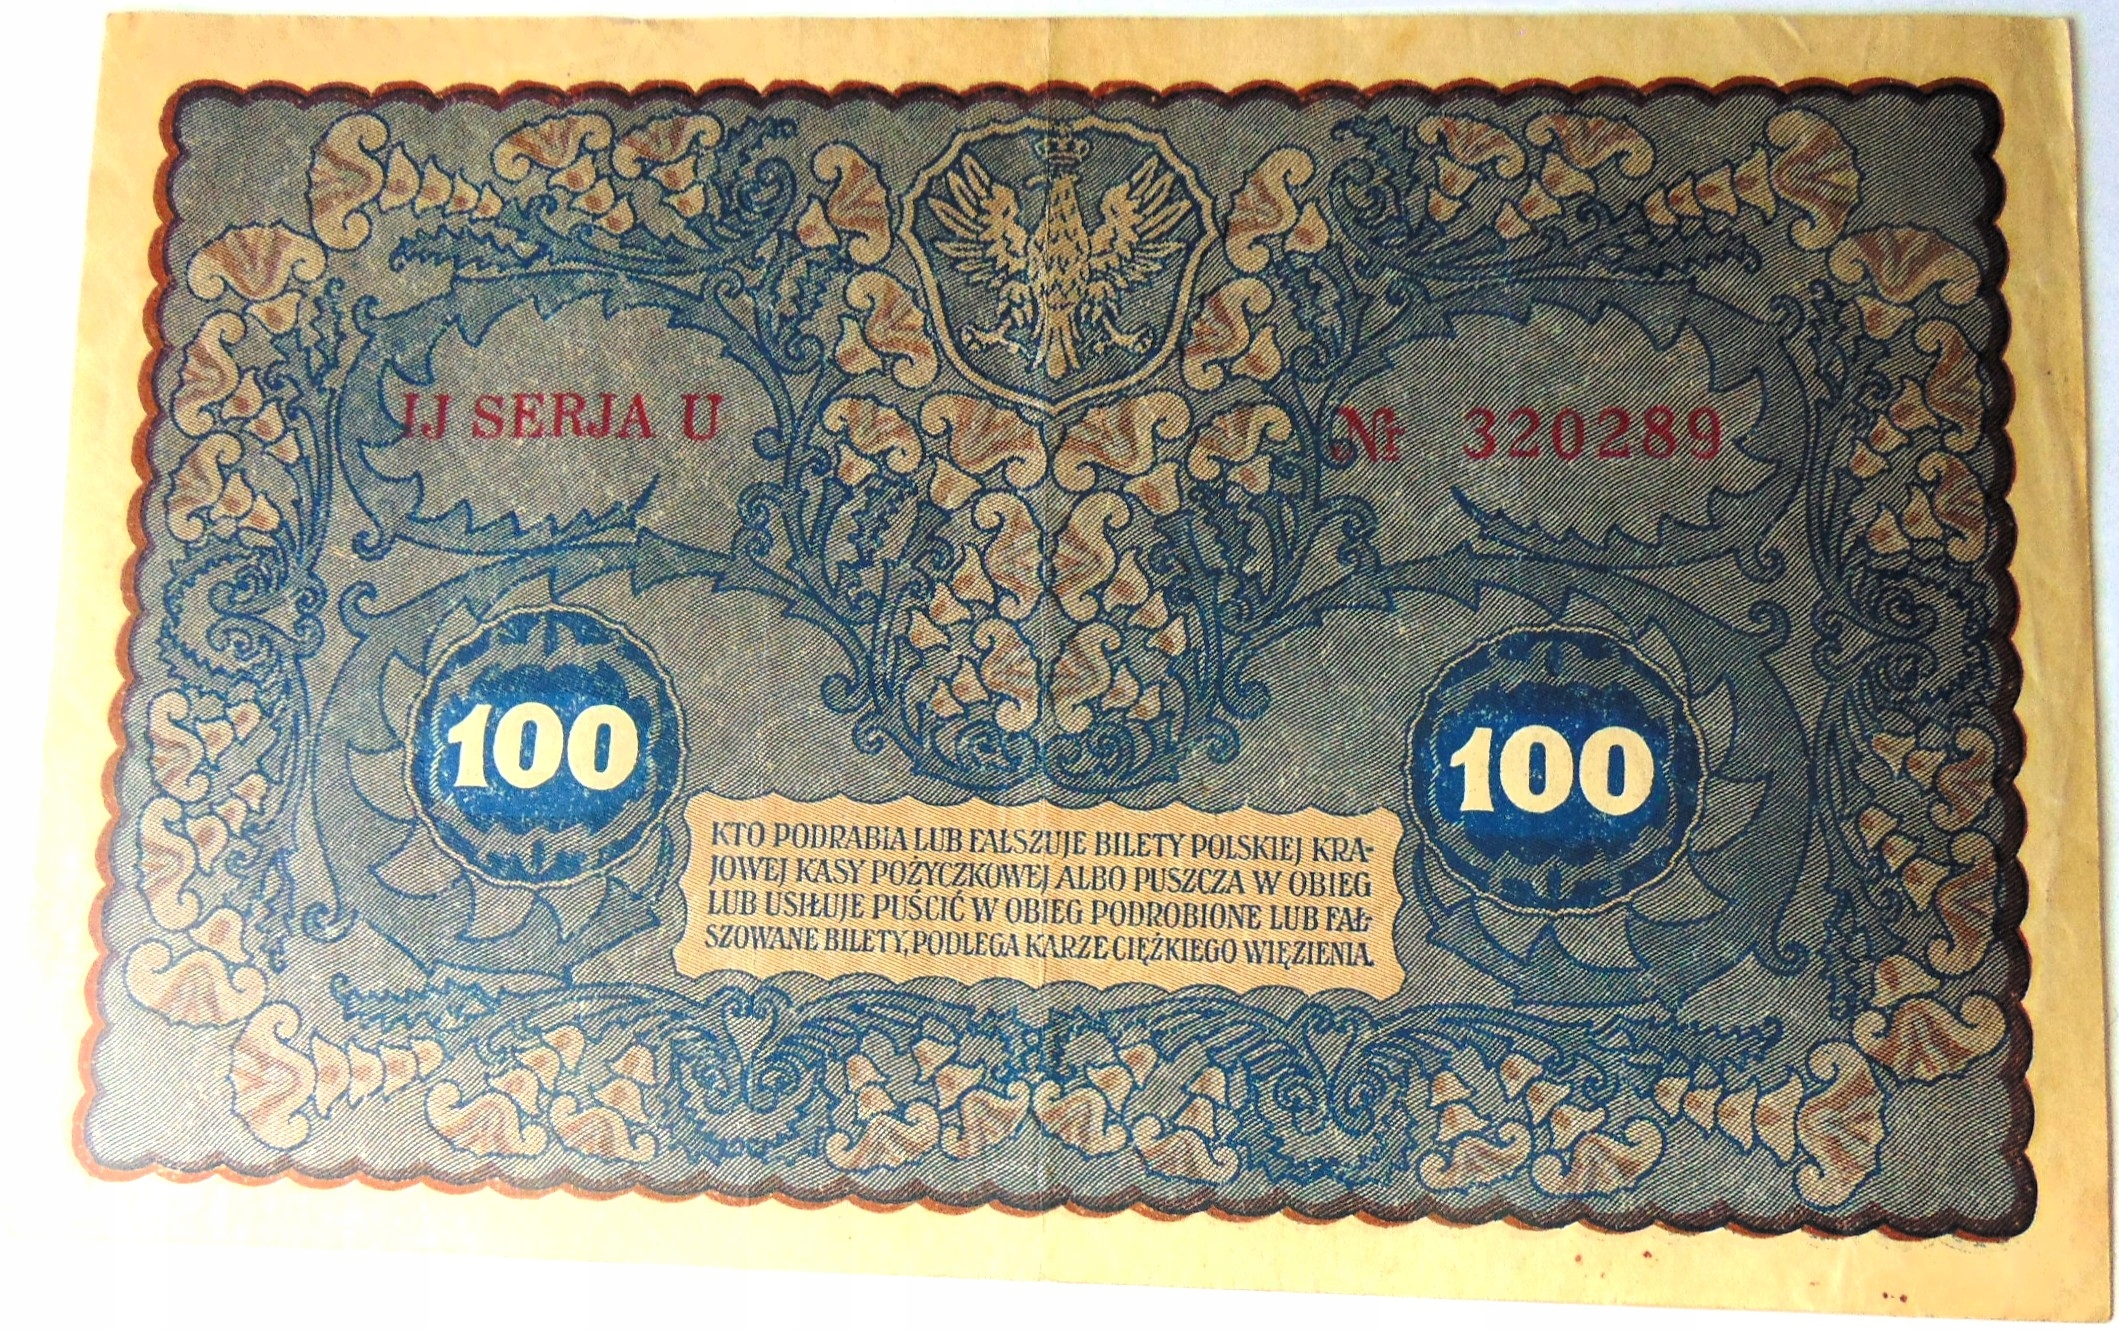 IJ SERJA U
№ 320289
100
100
KTO PODRABIA LUB FAŁSZUJE BILETY POLSKIEJ KRA-
JOWEJ KASY POŻYCZKOWEJ ALBO PUSZCZA W OBIEG
LUB USIŁUJE PUŚCIĆ W OBIEG PODROBIONE LUB FAŁ-
SZOWANE BILETY, PODLEGA KARZE CIĘŻKIEGO WIĘZIENIA.